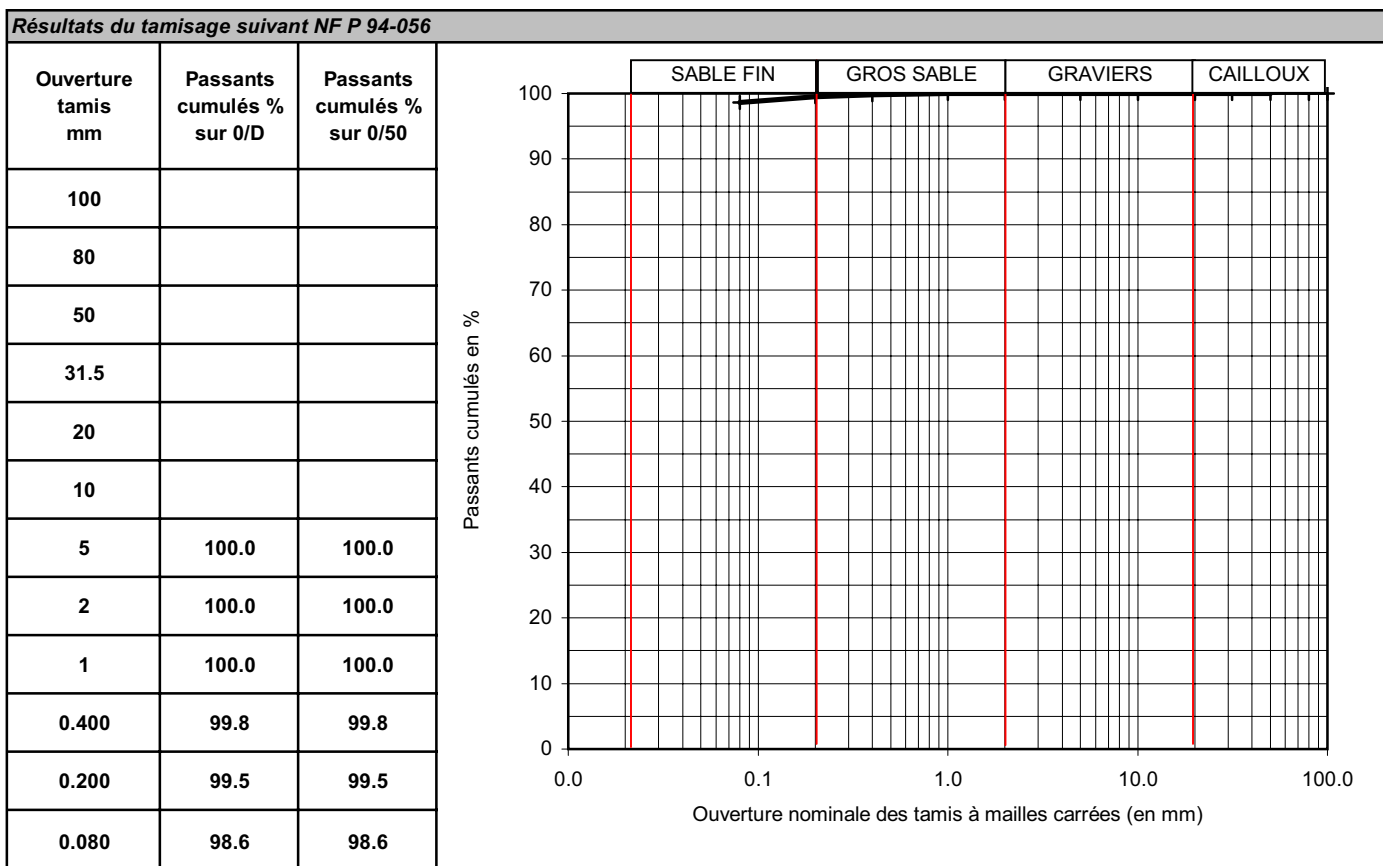 Résultats du tamisage suivant NF P 94-056
Ouverture tamis mm
Passants cumulés % sur 0/D
Passants cumulés % sur 0/50
100
80
50
31.5
20
10
5 100.0 100.0
2 100.0 100.0
1 100.0 100.0
0.400 99.8 99.8
0.200 99.5 99.5
0.080 98.6 98.6
SABLE FIN GROS SABLE GRAVIERS CAILLOUX
Passants cumulés en %
100
90
80
70
60
50
40
30
20
10
0
0.0 0.1 1.0 10.0 100.0
Ouverture nominale des tamis à mailles carrées (en mm)